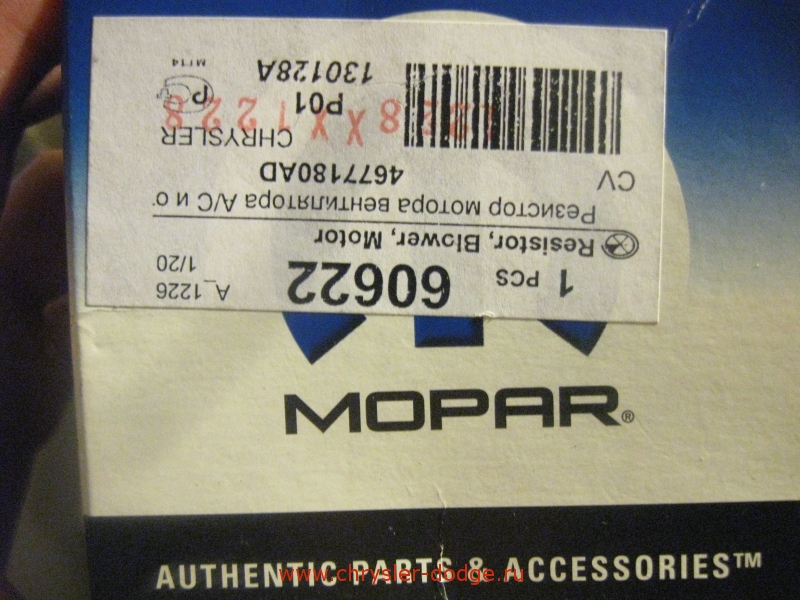 1 PCS 60622 A_1226
1/20
Resistor, Blower, Motor
Резистор мотора вентилятора A/C и о
CV 4677180AD
CHRYSLER
P01
130128A
P
МТ14
MOPAR®
AUTHENTIC PARTS & ACCESSORIES™
www.chrysler-dodge.ru